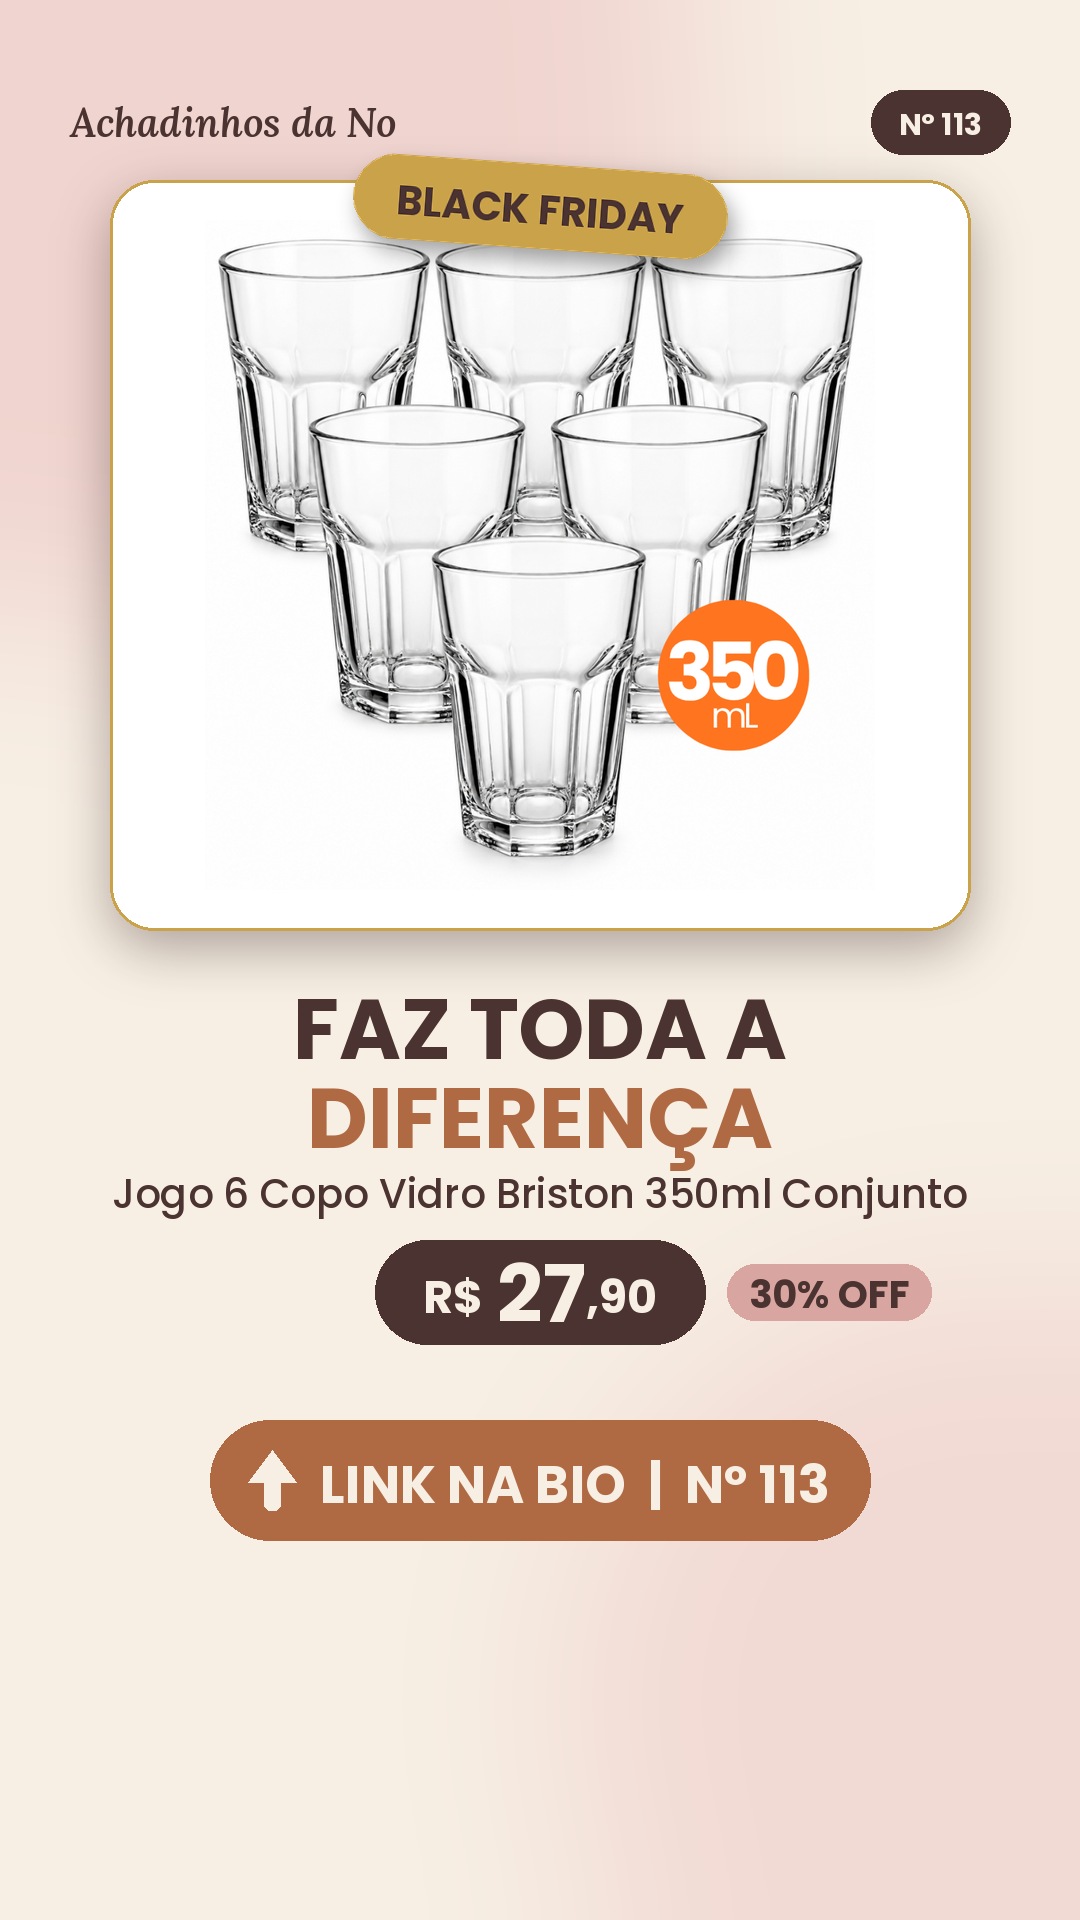 Achadinhos da No
Nº 113
BLACK FRIDAY
350
mL
FAZ TODA A
DIFERENÇA
Jogo 6 Copo Vidro Briston 350ml Conjunto
R$ 27,90
30% OFF
LINK NA BIO | Nº 113